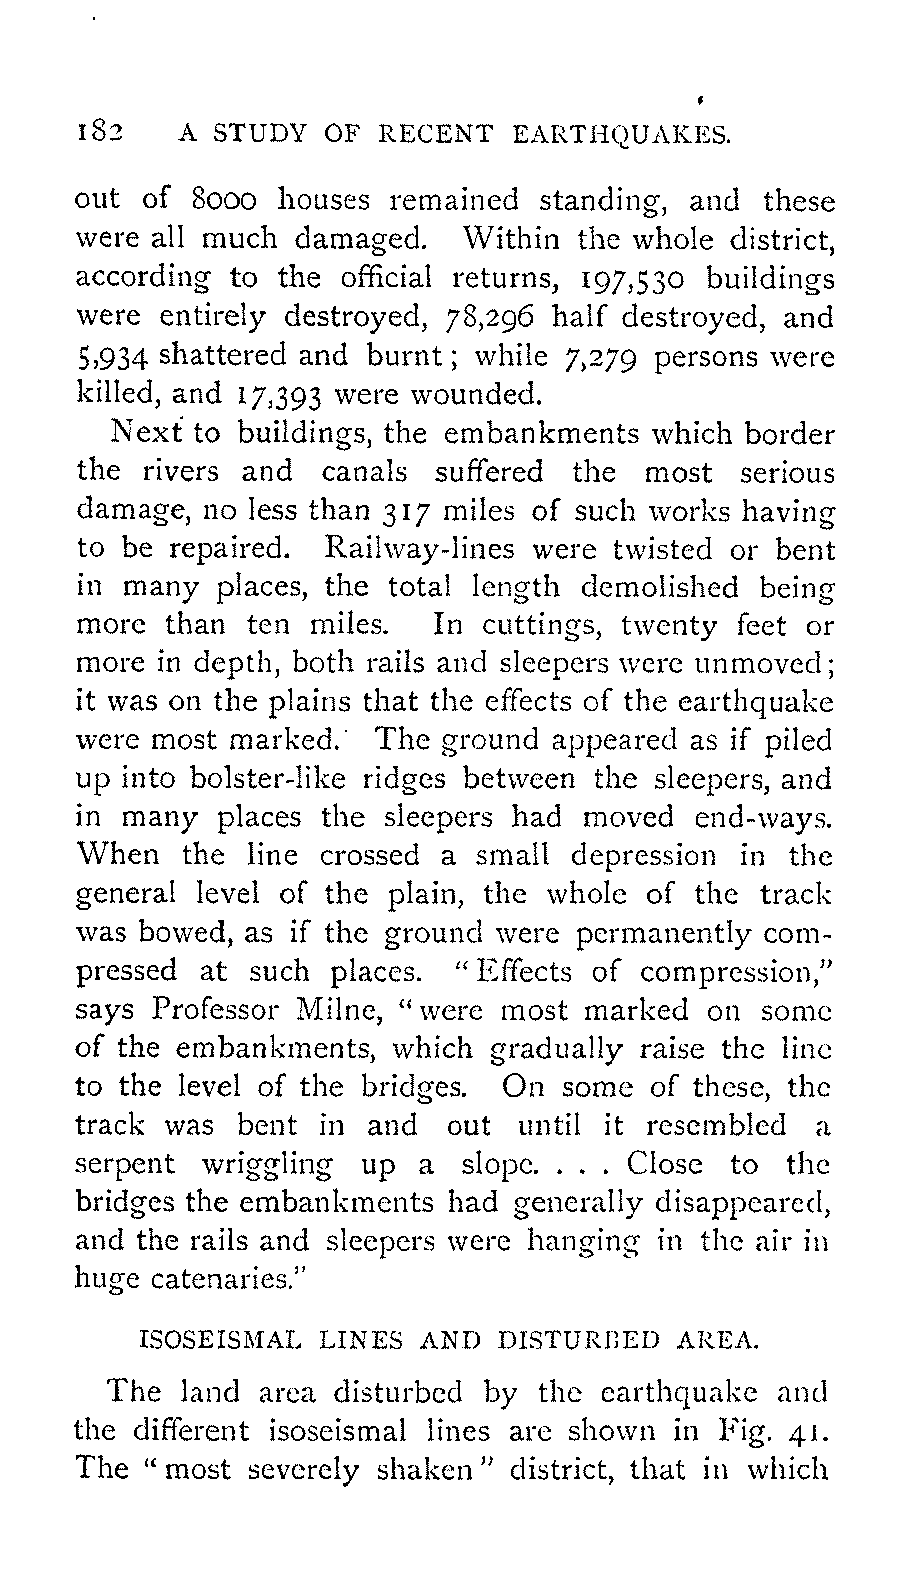 182 A STUDY OF RECENT EARTHQUAKES.
out of 8000 houses remained standing, and these
were all much damaged. Within the whole district,
according to the official returns, 197,530 buildings
were entirely destroyed, 78,296 half destroyed, and
5,934 shattered and burnt; while 7,279 persons were
killed, and 17,393 were wounded.
Next to buildings, the embankments which border
the rivers and canals suffered the most serious
damage, no less than 317 miles of such works having
to be repaired. Railway-lines were twisted or bent
in many places, the total length demolished being
more than ten miles. In cuttings, twenty feet or
more in depth, both rails and sleepers were unmoved;
it was on the plains that the effects of the earthquake
were most marked. The ground appeared as if piled
up into bolster-like ridges between the sleepers, and
in many places the sleepers had moved end-ways.
When the line crossed a small depression in the
general level of the plain, the whole of the track
was bowed, as if the ground were permanently com-
pressed at such places. "Effects of compression,"
says Professor Milne, "were most marked on some
of the embankments, which gradually raise the line
to the level of the bridges. On some of these, the
track was bent in and out until it resembled a
serpent wriggling up a slope. . . . Close to the
bridges the embankments had generally disappeared,
and the rails and sleepers were hanging in the air in
huge catenaries."
ISOSEISMAL LINES AND DISTURBED AREA.
The land area disturbed by the earthquake and
the different isoseismal lines are shown in Fig. 41.
The "most severely shaken" district, that in which